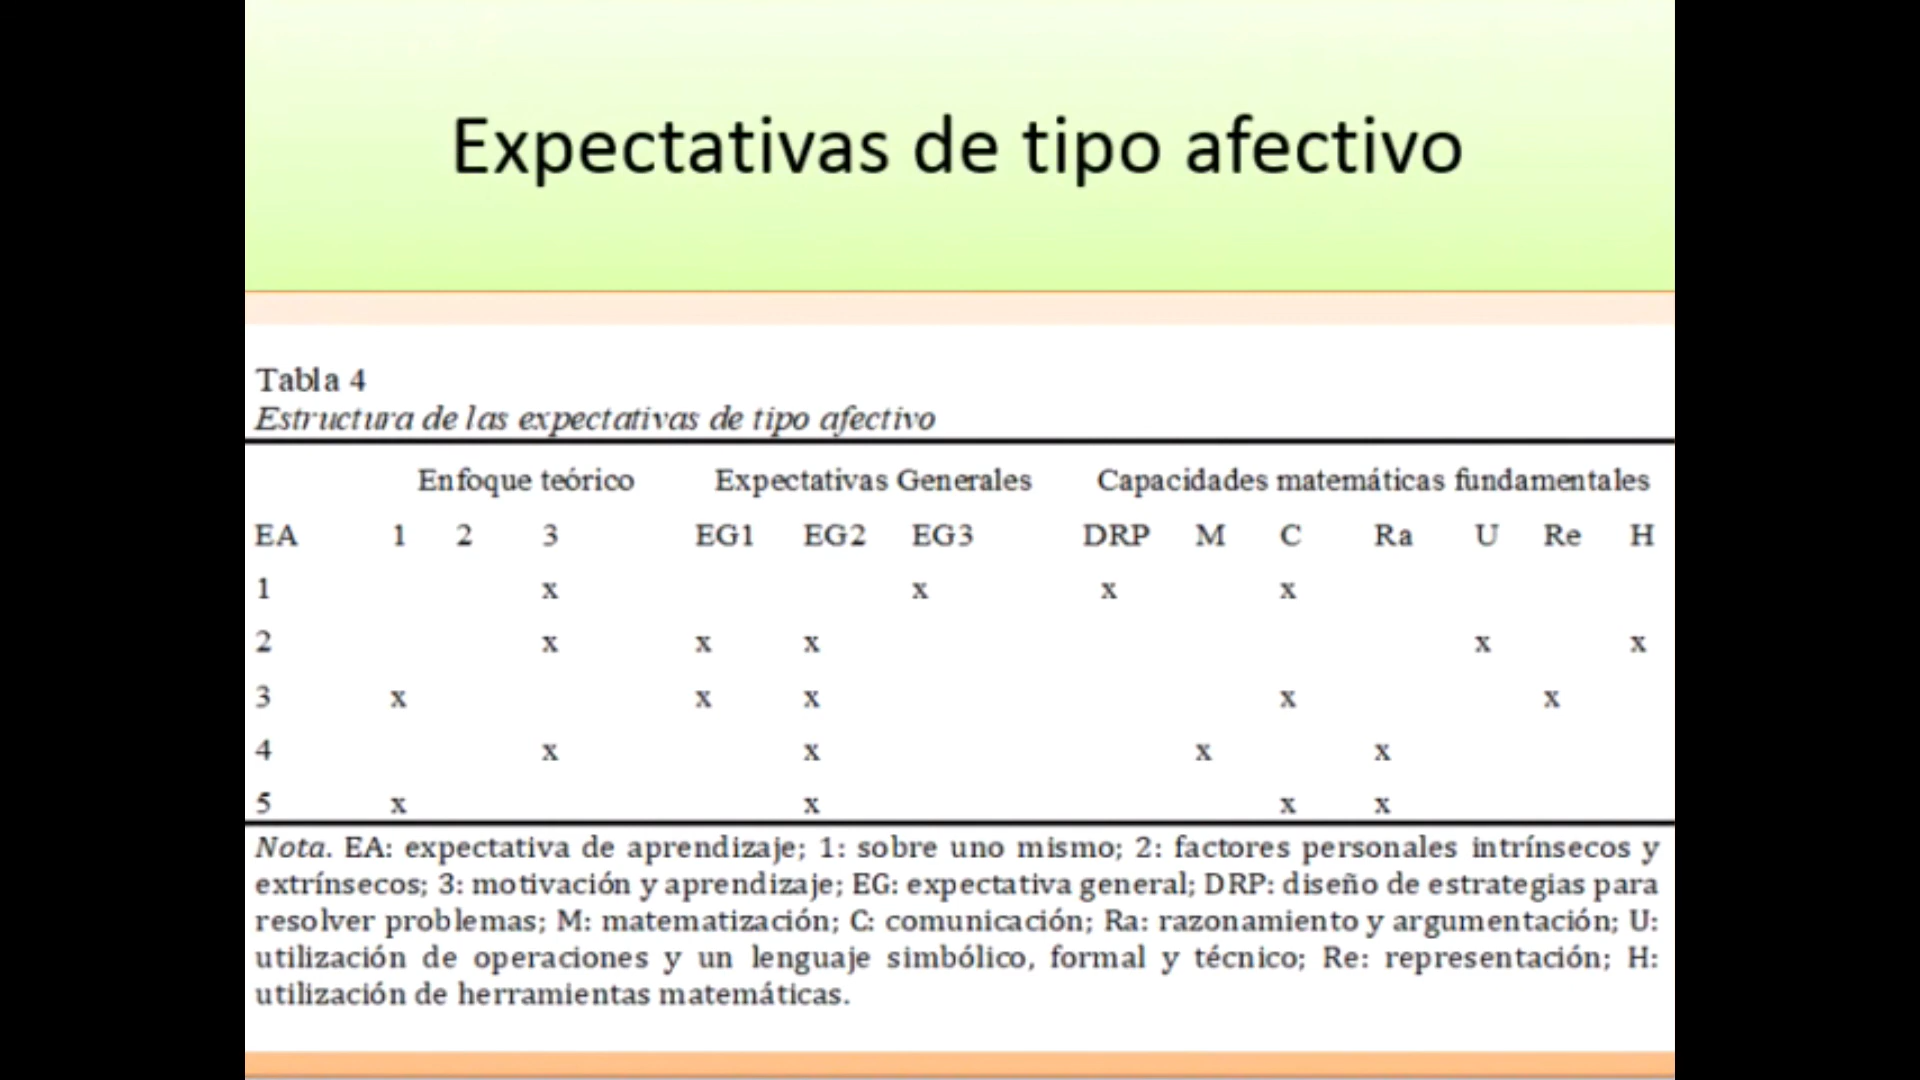 Expectativas de tipo afectivo
Tabla 4
Estructura de las expectativas de tipo afectivo
Enfoque teórico Expectativas Generales Capacidades matemáticas fundamentales
EA 1 2 3 EG1 EG2 EG3 DRP M C Ra U Re H
1 x x x x
2 x x x x x
3 x x x x x
4 x x x x
5 x x x x
Nota. EA: expectativa de aprendizaje; 1: sobre uno mismo; 2: factores personales intrínsecos y
extrínsecos; 3: motivación y aprendizaje; EG: expectativa general; DRP: diseño de estrategias para
resolver problemas; M: matematización; C: comunicación; Ra: razonamiento y argumentación; U:
utilización de operaciones y un lenguaje simbólico, formal y técnico; Re: representación; H:
utilización de herramientas matemáticas.